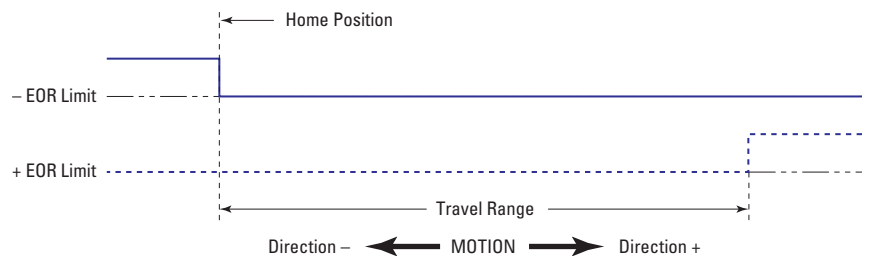 Home Position
– EOR Limit
+ EOR Limit
Travel Range
Direction – MOTION Direction +